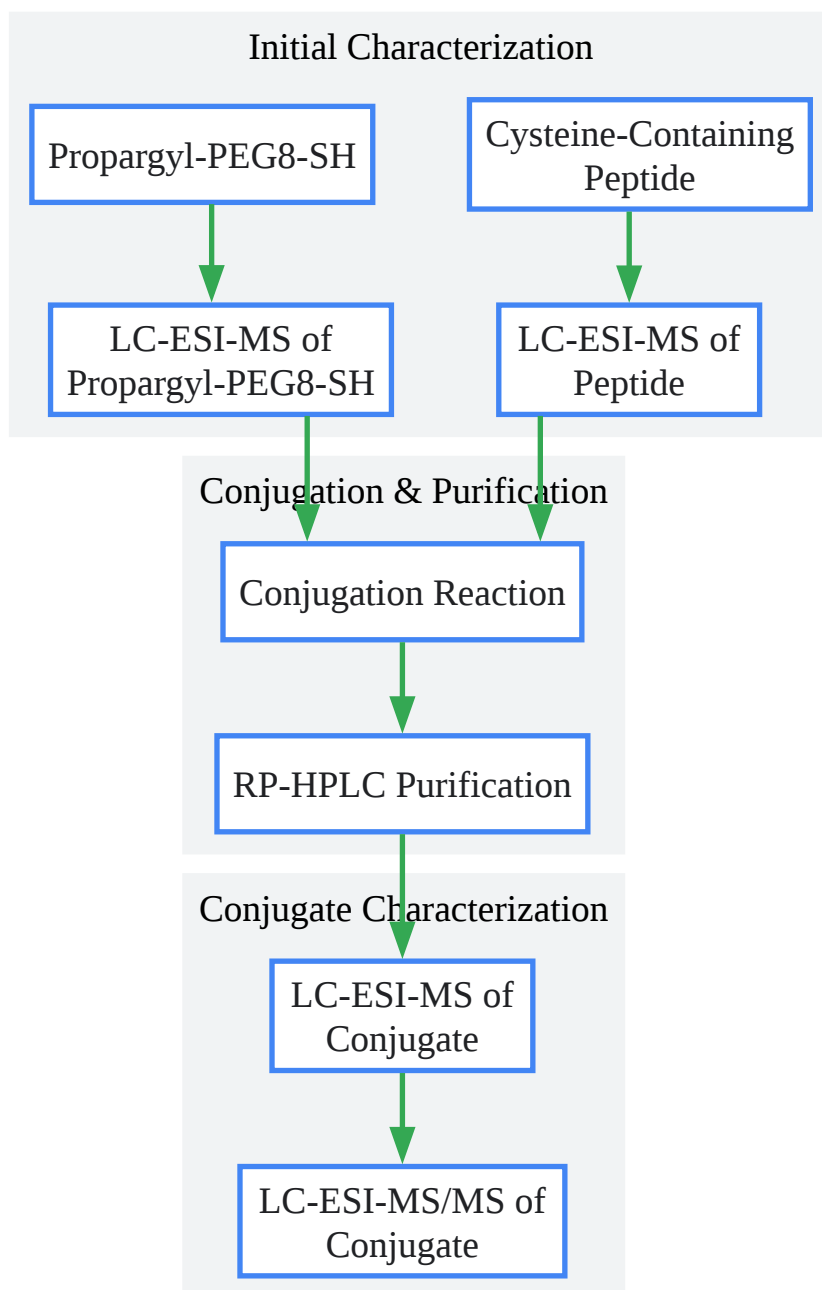 Initial Characterization
Propargyl-PEG8-SH
Cysteine-Containing
Peptide
LC-ESI-MS of
Propargyl-PEG8-SH
LC-ESI-MS of
Peptide
Conjugation & Purification
Conjugation Reaction
RP-HPLC Purification
Conjugate Characterization
LC-ESI-MS of
Conjugate
LC-ESI-MS/MS of
Conjugate